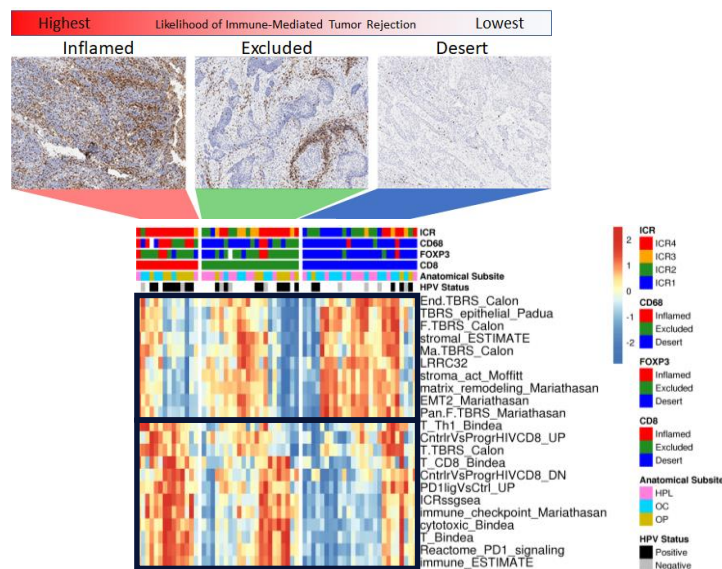 Highest Likelihood of Immune-Mediated Tumor Rejection Lowest
Inflamed Excluded Desert
ICR
CD68
FOXP3
CD8
Anatomical Subsite
HPV Status
End.TBRS_Calon
TBRS_epithelial_Padua
F.TBRS_Calon
stromal_ESTIMATE
Ma.TBRS_Calon
LRRC32
stroma_act_Moffitt
matrix_remodeling_Mariathasan
EMT2_Mariathasan
Pan.F.TBRS_Mariathasan
T_Th1_Bindea
CntrlrVsProgrHIVCD8_UP
T.TBRS_Calon
T_CD8_Bindea
CntrlrVsProgrHIVCD8_DN
PD1ligVsCtrl_UP
ICRssgsea
immune_checkpoint_Mariathasan
cytotoxic_Bindea
T_Bindea
Reactome_PD1_signaling
immune_ESTIMATE
2
1
0
-1
-2
ICR
ICR4
ICR3
ICR2
ICR1
CD68
Inflamed
Excluded
Desert
FOXP3
Inflamed
Excluded
Desert
CD8
Inflamed
Excluded
Desert
Anatomical Subsite
HPL
OC
OP
HPV Status
Positive
Negative